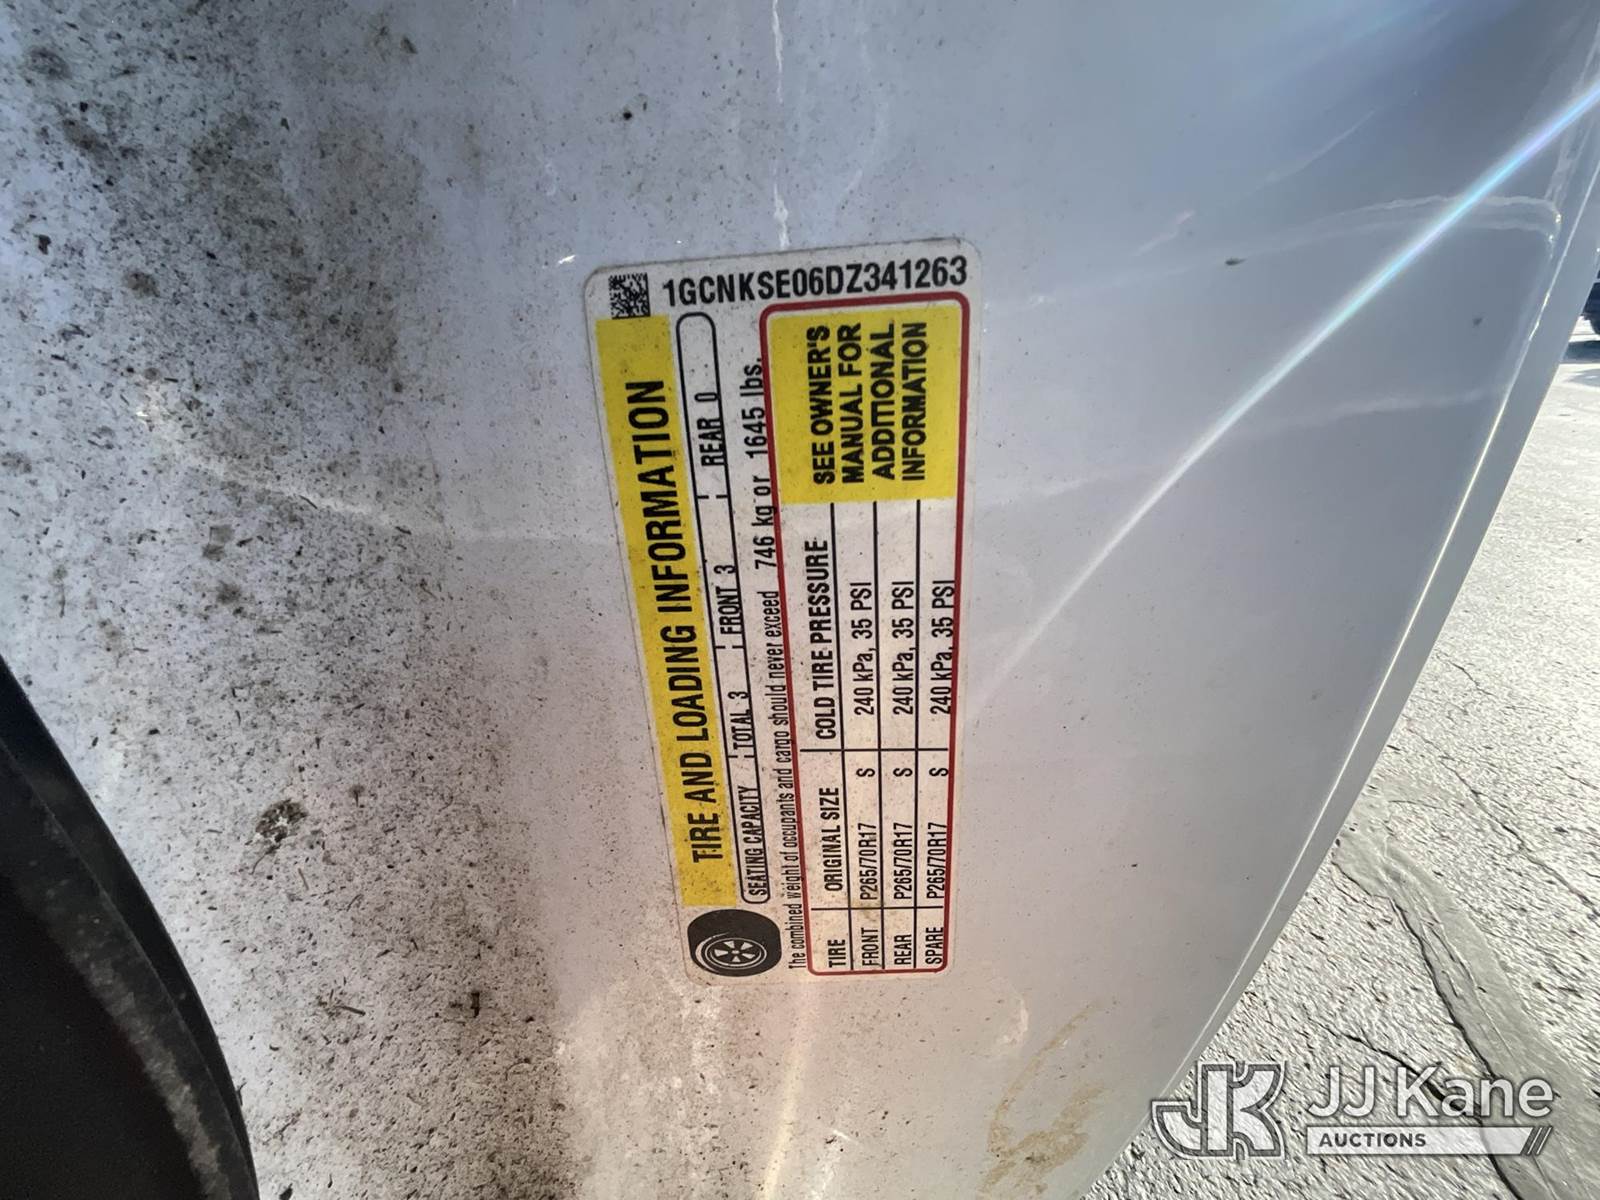 1GCNKSE06DZ341263
TIRE AND LOADING INFORMATION
SEATING CAPACITY TOTAL 3 FRONT 3 REAR 0
The combined weight of occupants and cargo should never exceed 746 kg or 1645 lbs.
TIRE ORIGINAL SIZE COLD TIRE PRESSURE
FRONT P265/70R17 S 240 kPa, 35 PSI
REAR P265/70R17 S 240 kPa, 35 PSI
SPARE P265/70R17 S 240 kPa, 35 PSI
SEE OWNER'S
MANUAL FOR
ADDITIONAL
INFORMATION
JK JJ Kane
AUCTIONS